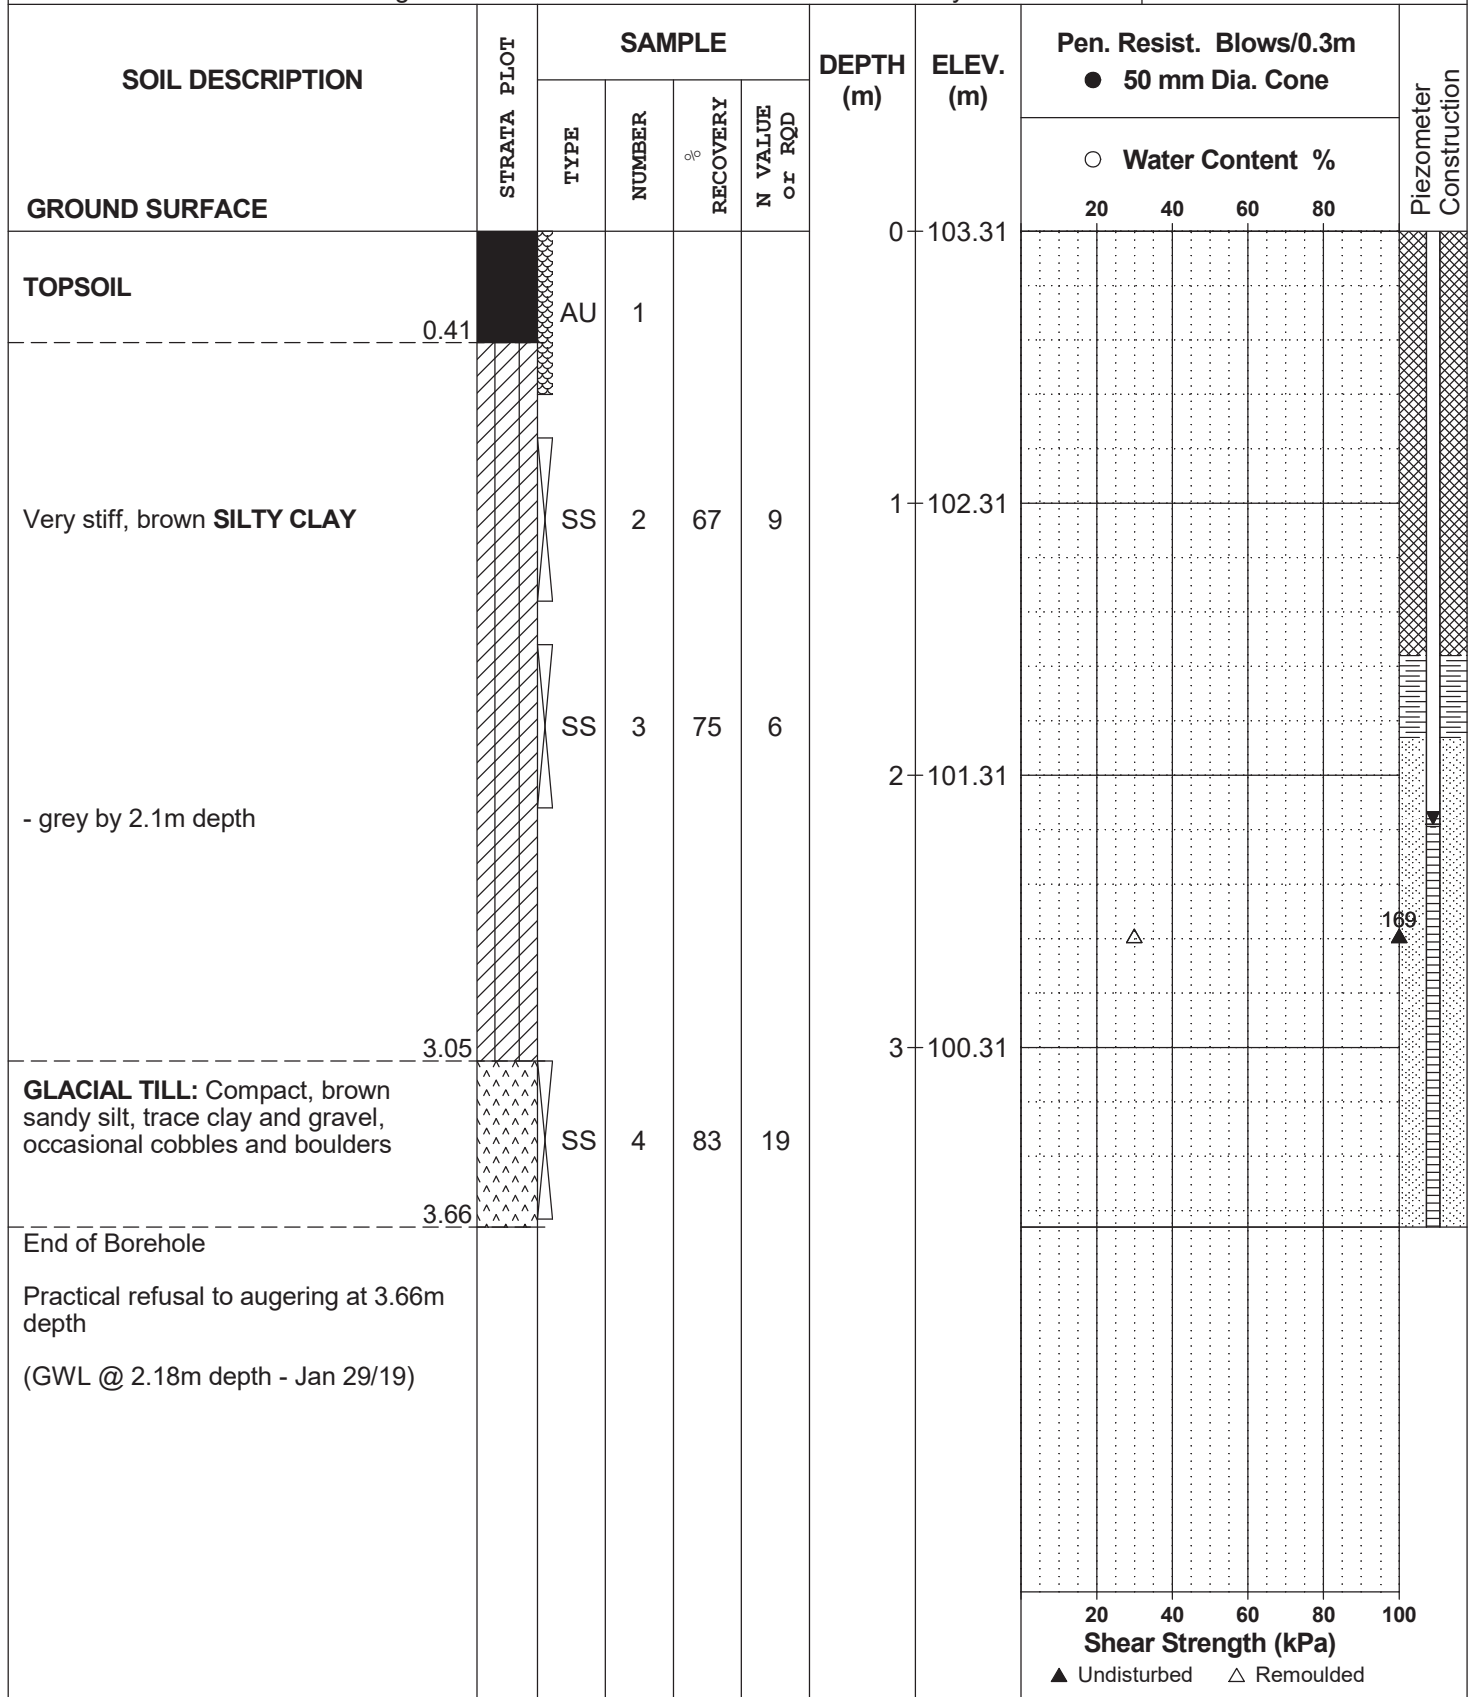 SOIL DESCRIPTION
GROUND SURFACE
STRATA PLOT
SAMPLE
TYPE
NUMBER
%
RECOVERY
N VALUE
or RQD
DEPTH
(m)
ELEV.
(m)
Pen. Resist. Blows/0.3m
● 50 mm Dia. Cone
○ Water Content %
20 40 60 80
Piezometer
Construction
0 103.31
TOPSOIL
0.41
AU 1
Very stiff, brown SILTY CLAY
SS 2 67 9
1 102.31
SS 3 75 6
2 101.31
- grey by 2.1m depth
169
3.05
3 100.31
GLACIAL TILL: Compact, brown
sandy silt, trace clay and gravel,
occasional cobbles and boulders
SS 4 83 19
3.66
End of Borehole
Practical refusal to augering at 3.66m
depth
(GWL @ 2.18m depth - Jan 29/19)
20 40 60 80 100
Shear Strength (kPa)
▲ Undisturbed △ Remoulded